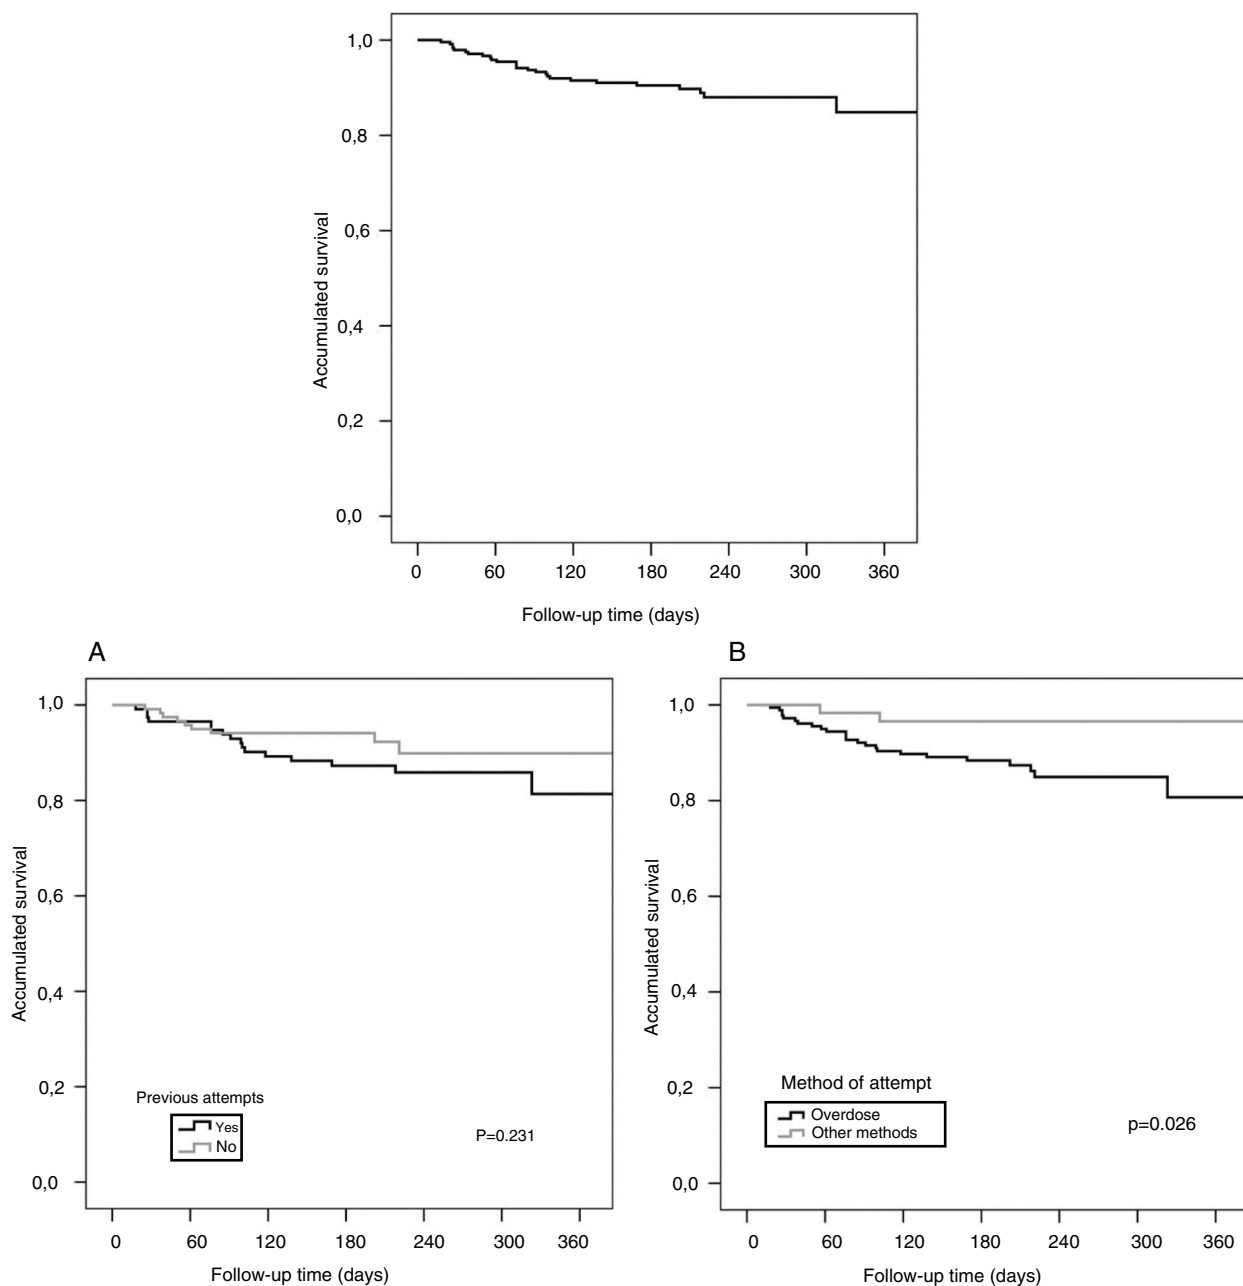 1,0
0,8
0,6
0,4
0,2
0,0
Accumulated survival
0 60 120 180 240 300 360
Follow-up time (days)
A
1,0
0,8
0,6
0,4
0,2
0,0
Accumulated survival
Previous attempts
Yes
No
P=0.231
0 60 120 180 240 300 360
Follow-up time (days)
B
1,0
0,8
0,6
0,4
0,2
0,0
Accumulated survival
Method of attempt
Overdose
Other methods
p=0.026
0 60 120 180 240 300 360
Follow-up time (days)